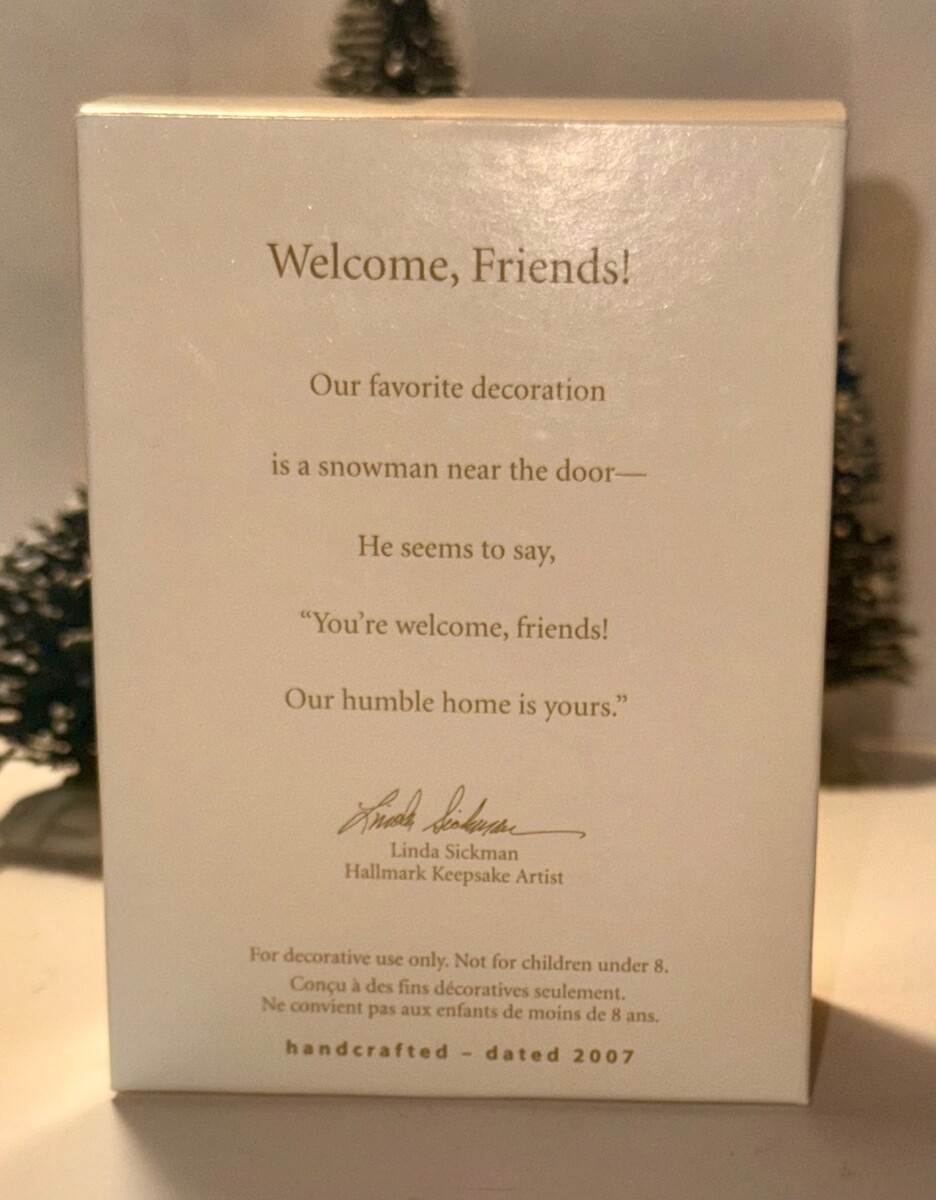 Welcome, Friends!
Our favorite decoration
is a snowman near the door—
He seems to say,
“You’re welcome, friends!
Our humble home is yours.”
Linda Sickman
Linda Sickman
Hallmark Keepsake Artist
For decorative use only. Not for children under 8.
Conçu à des fins décoratives seulement.
Ne convient pas aux enfants de moins de 8 ans.
handcrafted – dated 2007